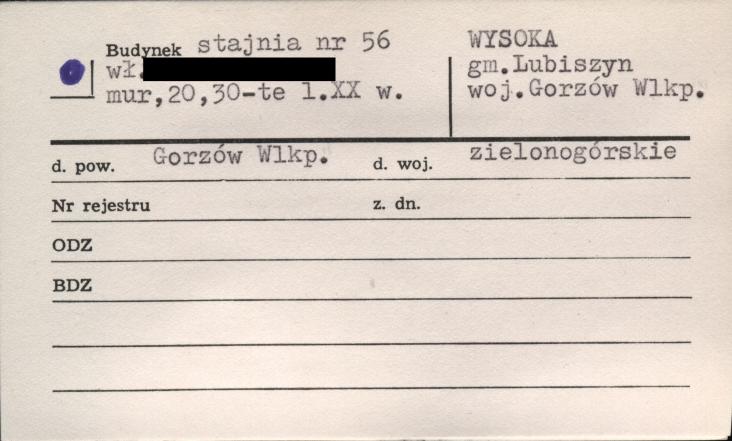 Budynek stajnia nr 56
wł.
mur,20,30-te l.XX w.
WYSOKA
gm.Lubiszyn
woj.Gorzów Wlkp.
d. pow. Gorzów Wlkp. d. woj. zielonogórskie
Nr rejestru z. dn.
ODZ
BDZ